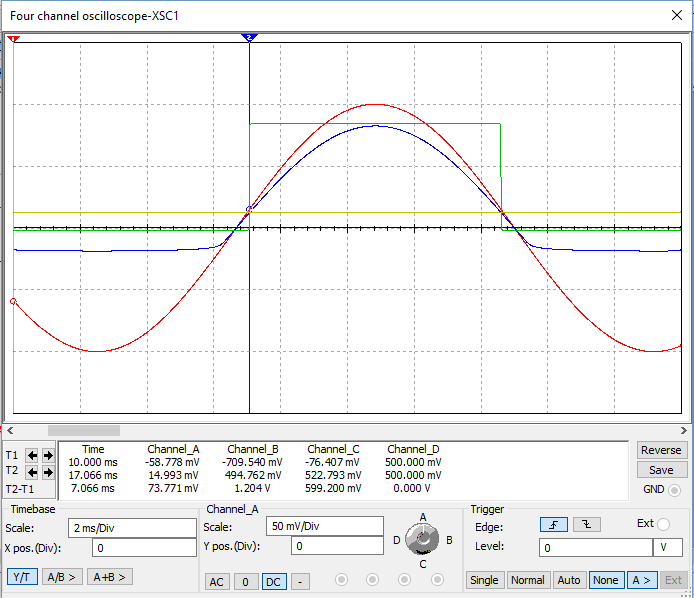 Four channel oscilloscope-XSC1
1
2
Time Channel_A Channel_B Channel_C Channel_D
T1 10.000 ms -58.778 mV -709.540 mV -76.407 mV 500.000 mV
T2 17.066 ms 14.993 mV 494.762 mV 522.793 mV 500.000 mV
T2-T1 7.066 ms 73.771 mV 1.204 V 599.200 mV 0.000 V
Reverse
Save
GND
Timebase
Scale: 2 ms/Div
X pos.(Div): 0
Y/T A/B > A+B >
Channel_A
Scale: 50 mV/Div
Y pos.(Div): 0
A
D B
C
AC 0 DC -
Trigger
Edge: Ext
Level: 0 V
Single Normal Auto None A > Ext